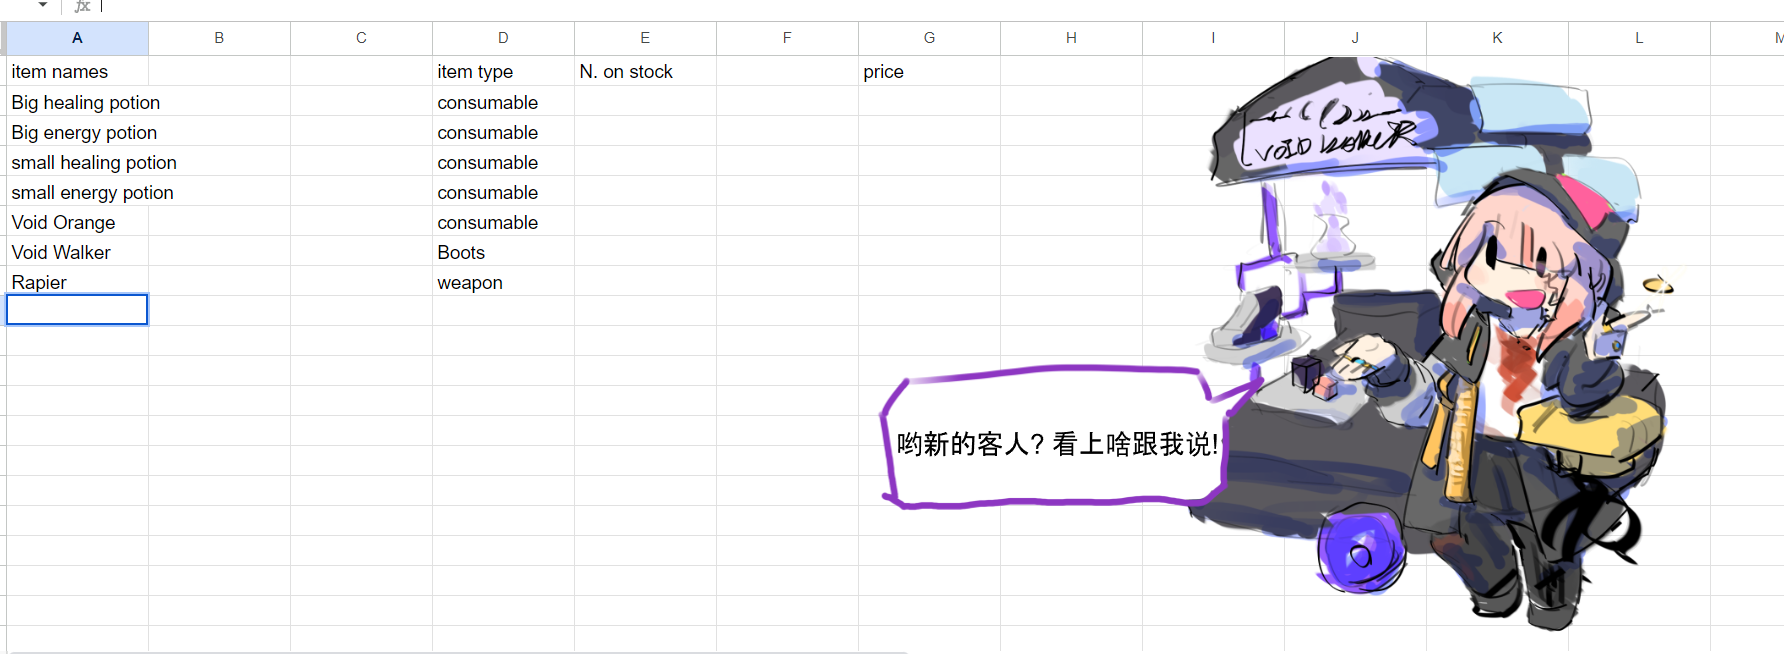 fx
A B C D E F G H I J K L M
item names item type N. on stock price
Big healing potion consumable
Big energy potion consumable
small healing potion consumable
small energy potion consumable
Void Orange consumable
Void Walker Boots
Rapier weapon
VOID
哟新的客人? 看上啥跟我说!